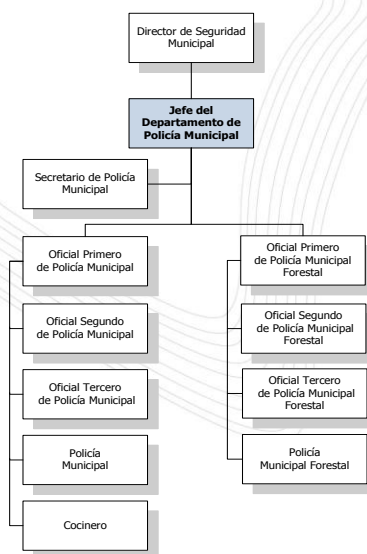 Director de Seguridad
Municipal
Jefe del
Departamento de
Policía Municipal
Secretario de Policía
Municipal
Oficial Primero
de Policía Municipal
Oficial Segundo
de Policía Municipal
Oficial Tercero
de Policía Municipal
Policía
Municipal
Cocinero
Oficial Primero
de Policía Municipal
Forestal
Oficial Segundo
de Policía Municipal
Forestal
Oficial Tercero
de Policía Municipal
Forestal
Policía
Municipal Forestal